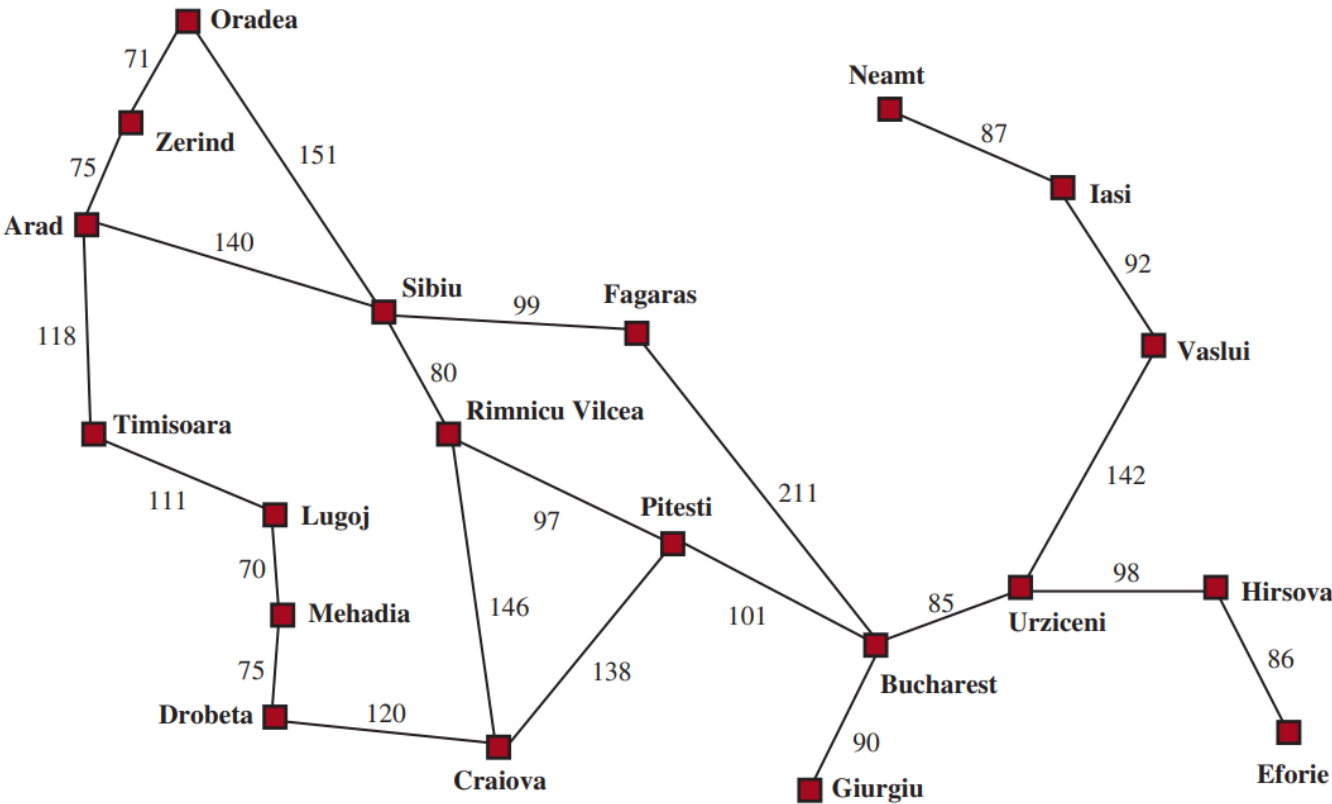 Oradea
71
Neamt
Zerind
87
75
151
Iasi
Arad
140
92
Sibiu
99
Fagaras
118
80
Vaslui
Timisoara
Rimnicu Vilcea
142
111
Lugoj
97
Pitesti
211
70
98
Hirsova
Mehadia
146
101
85
Urziceni
75
138
86
Bucharest
Drobeta
120
90
Craiova
Giurgiu
Eforie